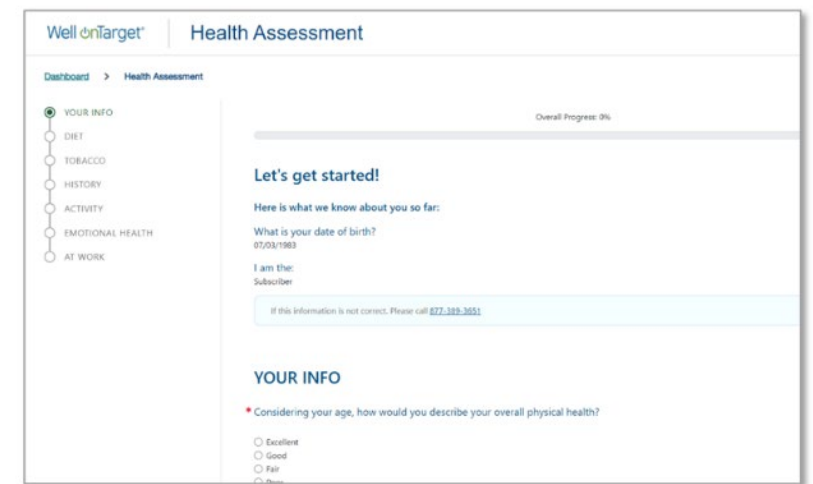 Well onTarget®
Health Assessment
Dashboard > Health Assessment
YOUR INFO
DIET
TOBACCO
HISTORY
ACTIVITY
EMOTIONAL HEALTH
AT WORK
Overall Progress: 0%
Let's get started!
Here is what we know about you so far:
What is your date of birth?
07/03/1983
I am the:
Subscriber
If this information is not correct. Please call 877-389-3651
YOUR INFO
* Considering your age, how would you describe your overall physical health?
Excellent
Good
Fair